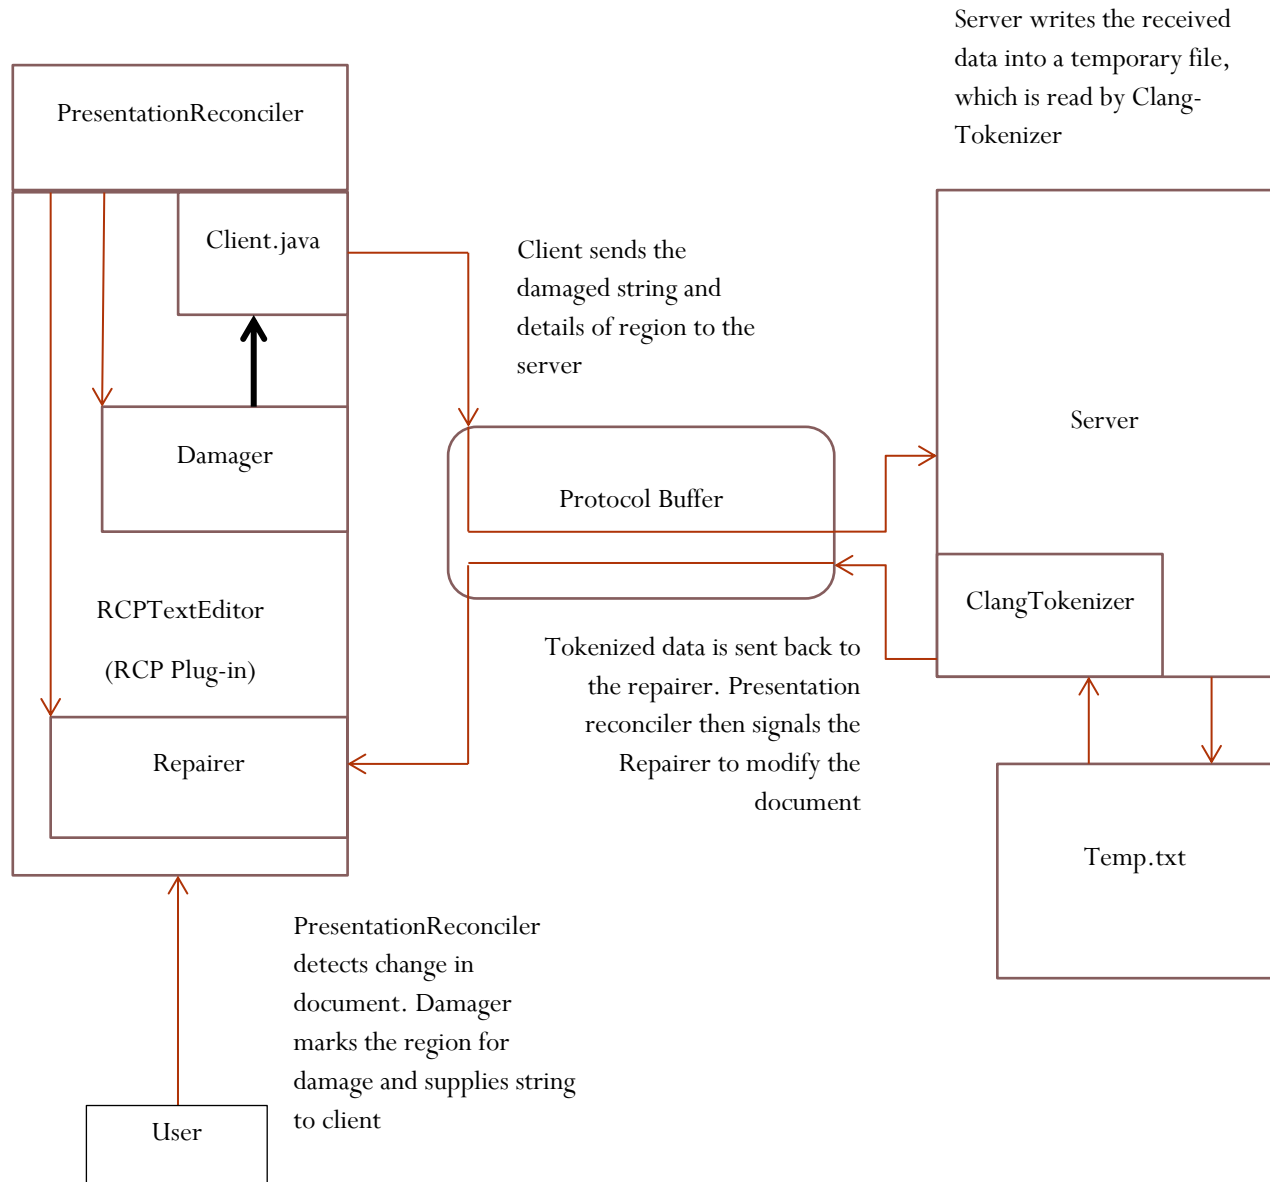 Server writes the received
data into a temporary file,
which is read by Clang-
Tokenizer
PresentationReconciler
Client.java
Client sends the
damaged string and
details of region to the
server
Damager
Server
Protocol Buffer
RCPTextEditor
(RCP Plug-in)
ClangTokenizer
Tokenized data is sent back to
the repairer. Presentation
reconciler then signals the
Repairer to modify the
document
Repairer
Temp.txt
PresentationReconciler
detects change in
document. Damager
marks the region for
damage and supplies string
to client
User